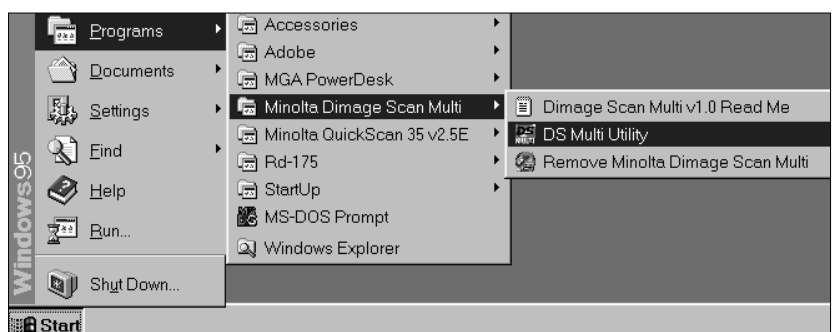 Windows95
Programs
Documents
Settings
Find
Help
Run...
Shut Down...
Start
Accessories
Adobe
MGA PowerDesk
Minolta Dimage Scan Multi
Minolta QuickScan 35 v2.5E
Rd-175
StartUp
MS-DOS Prompt
Windows Explorer
Dimage Scan Multi v1.0 Read Me
DS Multi Utility
Remove Minolta Dimage Scan Multi